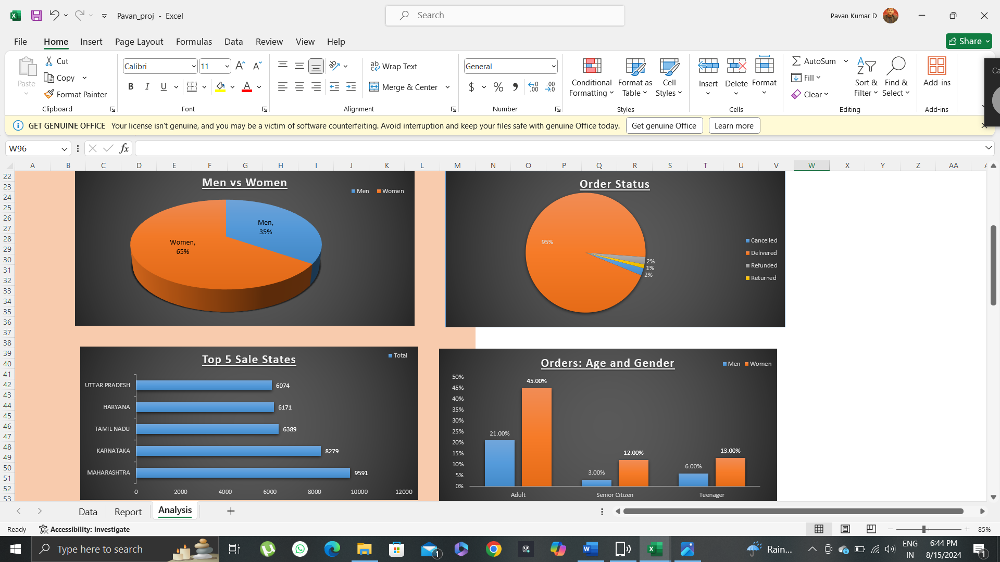 Pavan_proj - Excel
Search
Pavan Kumar D
File Home Insert Page Layout Formulas Data Review View Help
Share
Paste
Cut
Copy
Format Painter
Clipboard
Calibri 11
B I U
Font
Wrap Text
Merge & Center
Alignment
General
$ % ,
Number
Conditional Formatting
Format as Table
Cell Styles
Styles
Insert Delete Format
Cells
AutoSum
Fill
Clear
Sort & Filter
Find & Select
Editing
Add-ins
Add-ins
GET GENUINE OFFICE Your license isn't genuine, and you may be a victim of software counterfeiting. Avoid interruption and keep your files safe with genuine Office today. Get genuine Office Learn more
W96
fx
A B C D E F G H I J K L M N O P Q R S T U V W X Y Z AA
22
23
24
25
26
27
28
29
30
31
32
33
34
35
36
37
38
39
40
41
42
43
44
45
46
47
48
49
50
51
52
53
Men vs Women
Men Women
Men,
35%
Women,
65%
Order Status
95%
2%
1%
2%
Cancelled
Delivered
Refunded
Returned
Top 5 Sale States
Total
UTTAR PRADESH 6074
HARYANA 6171
TAMIL NADU 6389
KARNATAKA 8279
MAHARASHTRA 9591
0 2000 4000 6000 8000 10000 12000
Orders: Age and Gender
Men Women
50%
45%
40%
35%
30%
25%
20%
15%
10%
5%
0%
21.00% 45.00%
3.00% 12.00%
6.00% 13.00%
Adult Senior Citizen Teenager
Data Report Analysis
Ready Accessibility: Investigate
85%
Type here to search
1
Rain...
ENG
IN
6:44 PM
8/15/2024
1